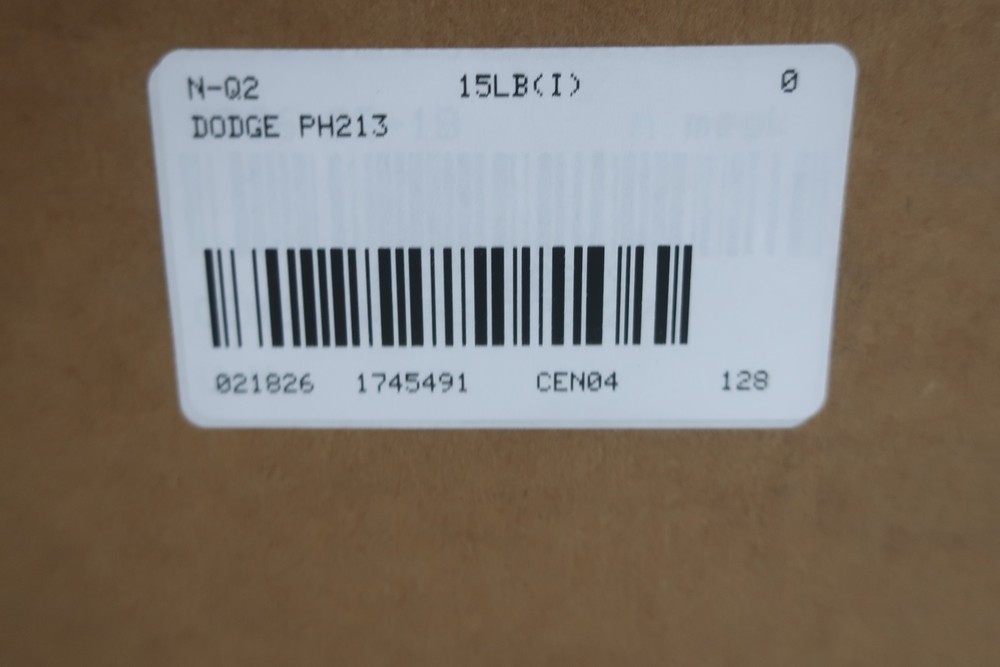 N-Q2 15LB(I) 0
DODGE PH213
021826 1745491 CEN04 128